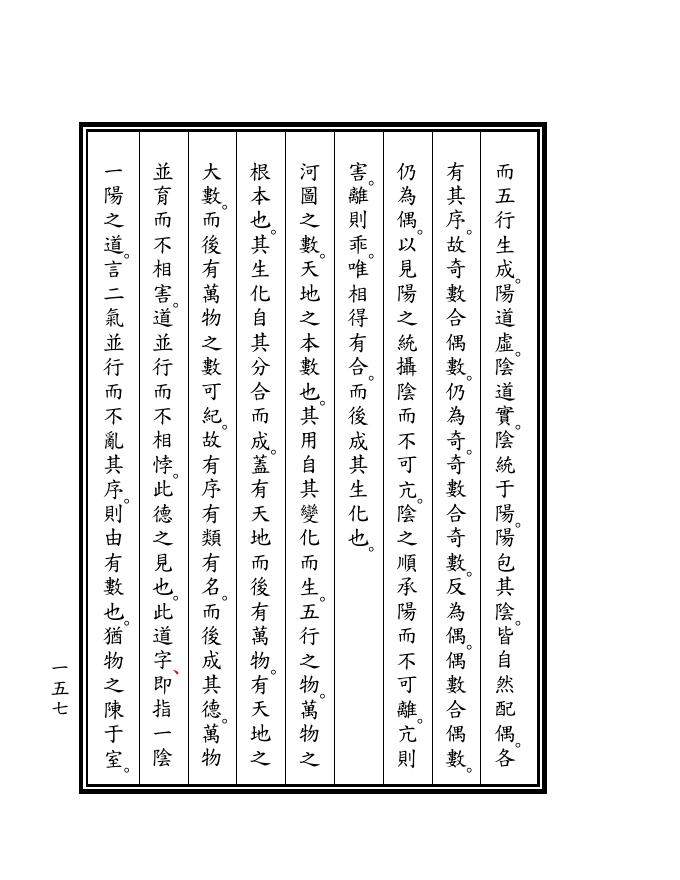 而五行生成。陽道虛。陰道實。陰統于陽。陽包其陰。皆自然配偶。各
有其序。故奇數合偶數。仍為奇。奇數合奇數。反為偶。偶數合偶數。
仍為偶。以見陽之統攝陰而不可亢。陰之順承陽而不可離。亢則
害。離則乖。唯相得有合。而後成其生化也。
河圖之數。天地之本數也。其用自其變化而生。五行之物。萬物之
根本也。其生化自其分合而成。蓋有天地而後有萬物。有天地之
大數。而後有萬物之數可紀。故有序有類有名。而後成其德。萬物
並育而不相害。道並行而不相悖。此德之見也。此道字、即指一陰
一陽之道。言二氣並行而不亂其序。則由有數也。猶物之陳于室。
一五七